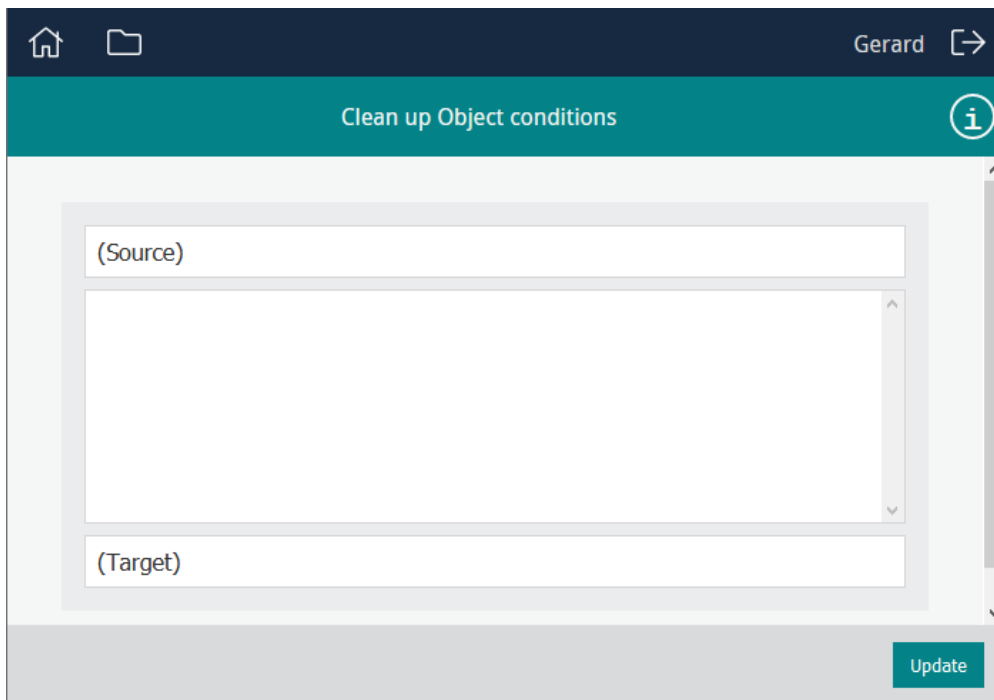 Gerard
Clean up Object conditions
i
(Source)
(Target)
Update